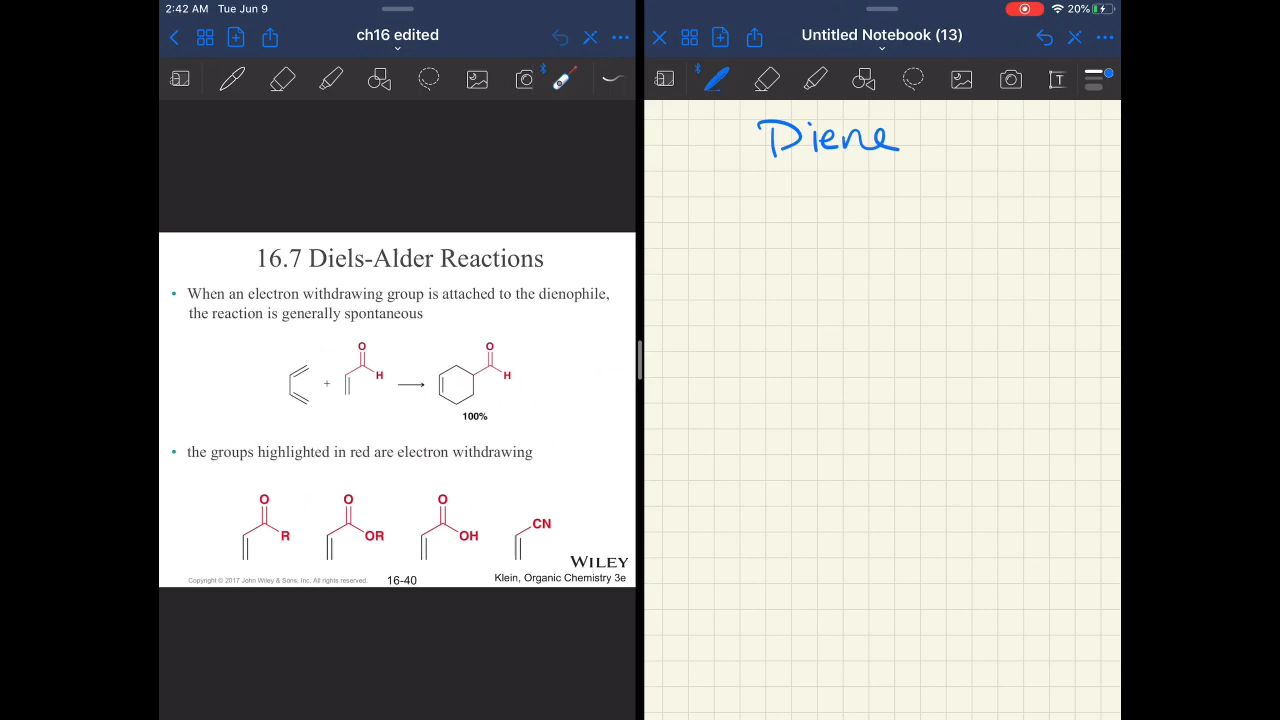 2:42 AM Tue Jun 9
20%
ch16 edited
Untitled Notebook (13)
T
Diene
16.7 Diels-Alder Reactions
• When an electron withdrawing group is attached to the dienophile,
the reaction is generally spontaneous
O
H
+
O
H
100%
• the groups highlighted in red are electron withdrawing
O
R
O
OR
O
OH
CN
WILEY
Copyright © 2017 John Wiley & Sons, Inc. All rights reserved.
16-40
Klein, Organic Chemistry 3e